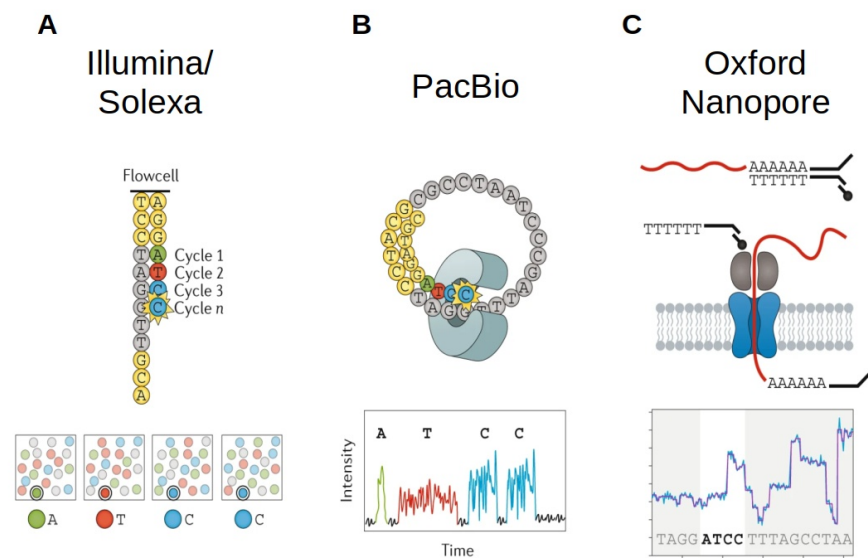 A
Illumina/
Solexa
Flowcell
T A
C G
C G
T A Cycle 1
A T Cycle 2
G C Cycle 3
G C Cycle n
T
T
G
C
A
A
T
C
C
B
PacBio
CGCCTAATCCCG
A T C C
Intensity
Time
C
Oxford
Nanopore
AAAAAA
TTTTTT
TTTTTT
AAAAAA
TAGG ATCC TTTAGCCTAA